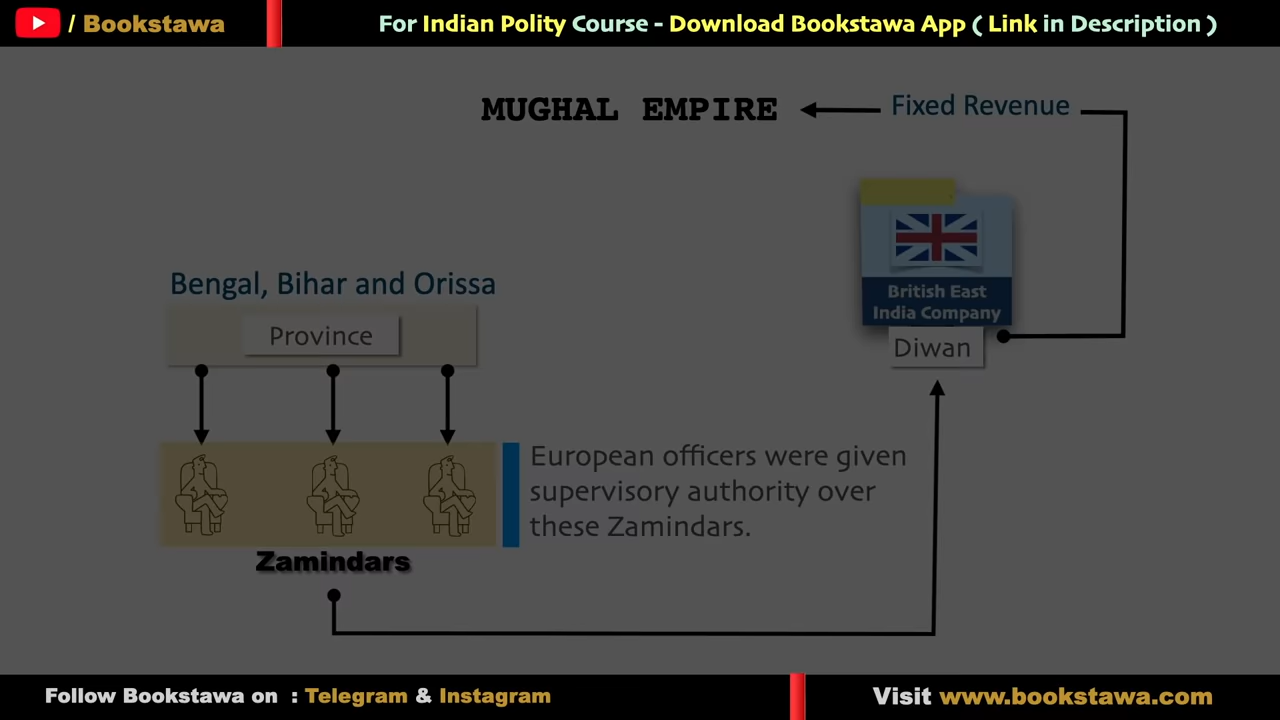 / Bookstawa
For Indian Polity Course - Download Bookstawa App ( Link in Description )
MUGHAL EMPIRE
Fixed Revenue
British East
India Company
Diwan
Bengal, Bihar and Orissa
Province
European officers were given
supervisory authority over
these Zamindars.
Zamindars
Follow Bookstawa on : Telegram & Instagram
Visit www.bookstawa.com